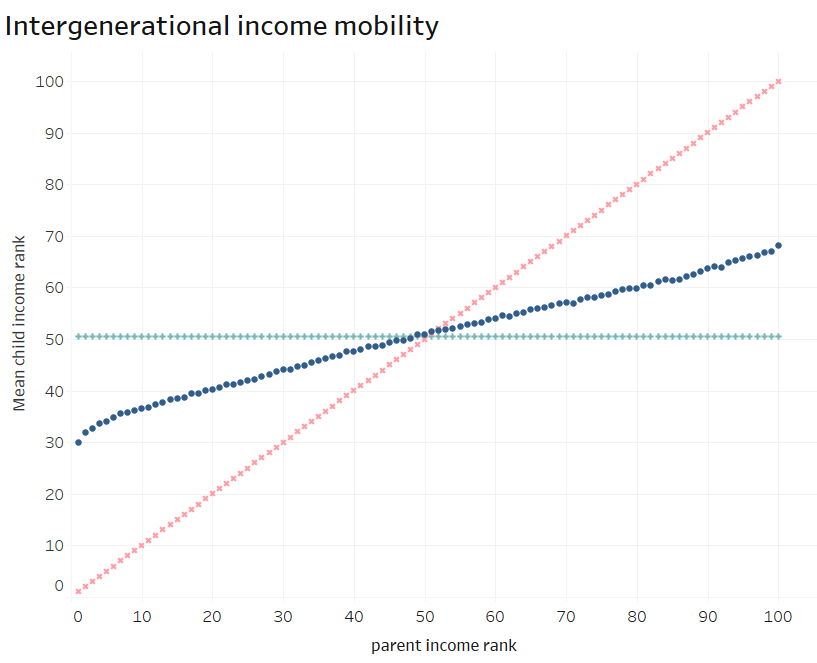 Intergenerational income mobility
100
90
80
70
60
50
40
30
20
10
0
Mean child income rank
0 10 20 30 40 50 60 70 80 90 100
parent income rank